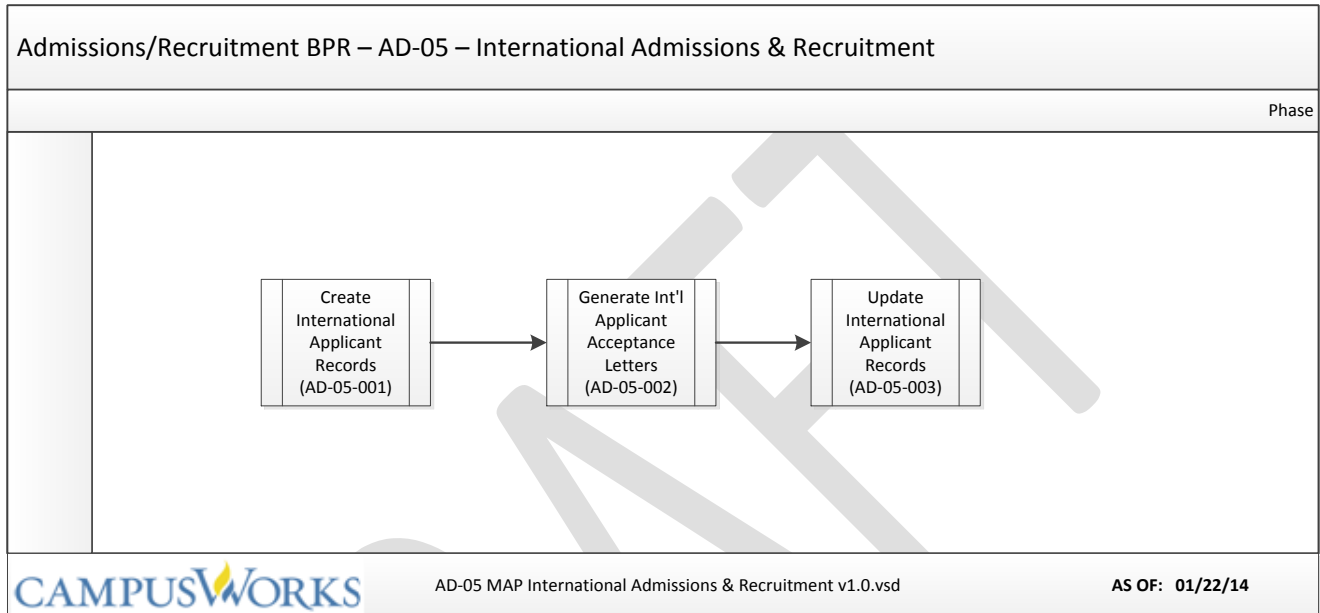 Admissions/Recruitment BPR – AD-05 – International Admissions & Recruitment
Phase
Create
International
Applicant
Records
(AD-05-001)
Generate Int'l
Applicant
Acceptance
Letters
(AD-05-002)
Update
International
Applicant
Records
(AD-05-003)
CAMPUSWORKS
AD-05 MAP International Admissions & Recruitment v1.0.vsd
AS OF: 01/22/14